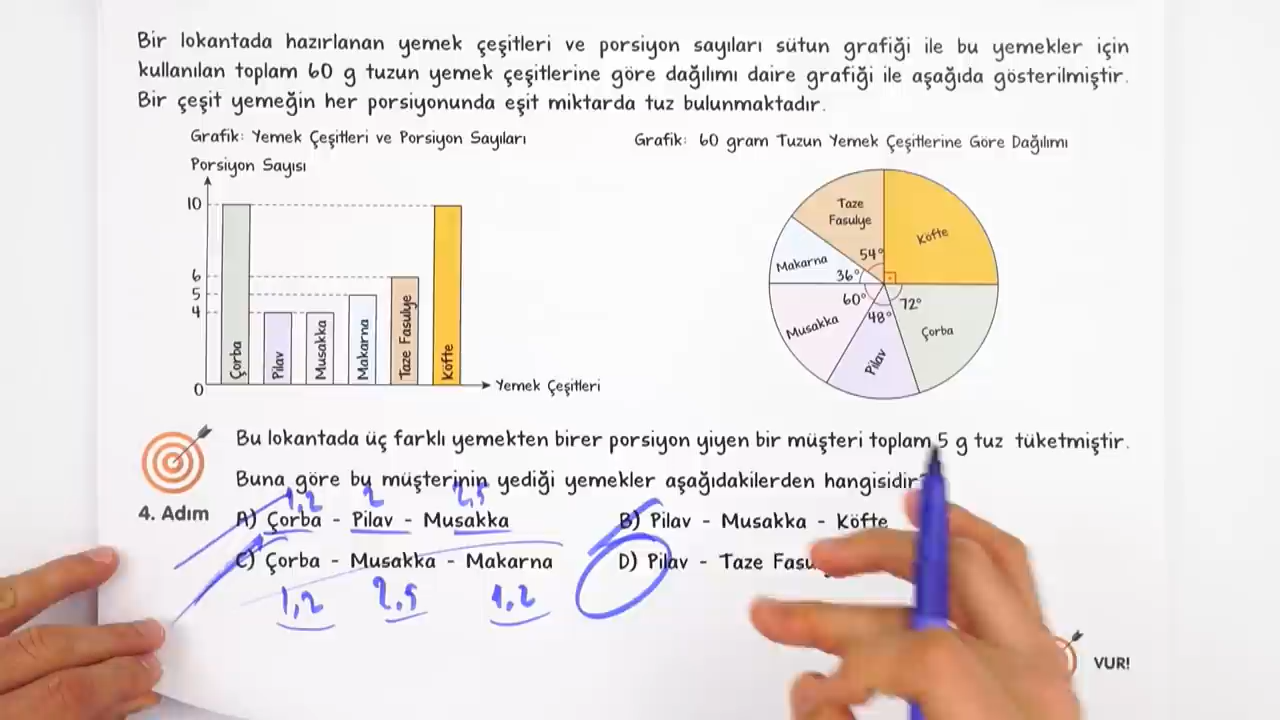 Bir lokantada hazırlanan yemek çeşitleri ve porsiyon sayıları sütun grafiği ile bu yemekler için
kullanılan toplam 60 g tuzun yemek çeşitlerine göre dağılımı daire grafiği ile aşağıda gösterilmiştir.
Bir çeşit yemeğin her porsiyonunda eşit miktarda tuz bulunmaktadır.
Grafik: Yemek Çeşitleri ve Porsiyon Sayıları
Porsiyon Sayısı
10
6
5
4
0
Çorba
Pilav
Musakka
Makarna
Taze Fasulye
Köfte
Yemek Çeşitleri
Grafik: 60 gram Tuzun Yemek Çeşitlerine Göre Dağılımı
Taze
Fasulye
Köfte
54°
Makarna
36°
60°
72°
48°
Musakka
Çorba
Pilav
Bu lokantada üç farklı yemekten birer porsiyon yiyen bir müşteri toplam 5 g tuz tüketmiştir.
Buna göre bu müşterinin yediği yemekler aşağıdakilerden hangisidir?
4. Adım
1,2 2 2,5
A) Çorba - Pilav - Musakka
B) Pilav - Musakka - Köfte
C) Çorba - Musakka - Makarna
D) Pilav - Taze
1,2 2,5 1,2
VUR!